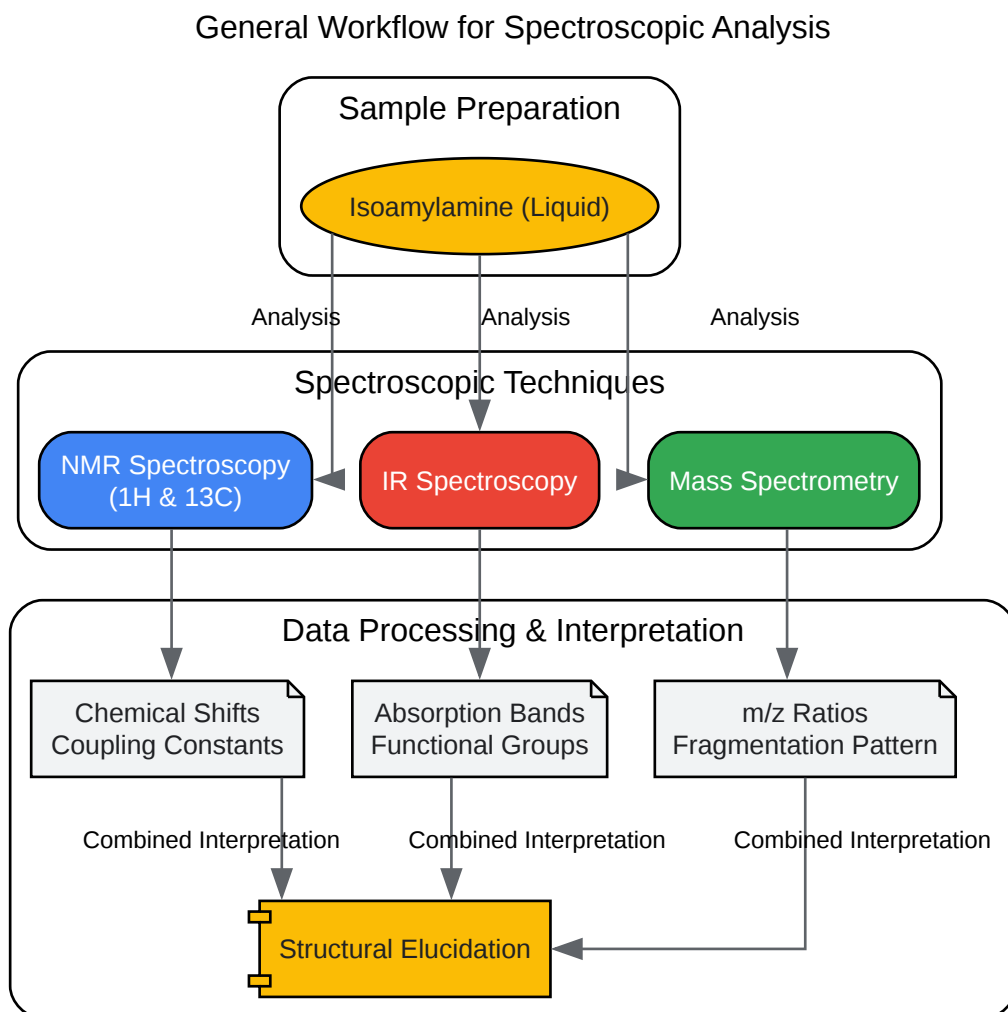 General Workflow for Spectroscopic Analysis
Sample Preparation
Isoamylamine (Liquid)
Analysis
Analysis
Analysis
Spectroscopic Techniques
NMR Spectroscopy
(1H & 13C)
IR Spectroscopy
Mass Spectrometry
Data Processing & Interpretation
Chemical Shifts
Coupling Constants
Absorption Bands
Functional Groups
m/z Ratios
Fragmentation Pattern
Combined Interpretation
Combined Interpretation
Combined Interpretation
Structural Elucidation